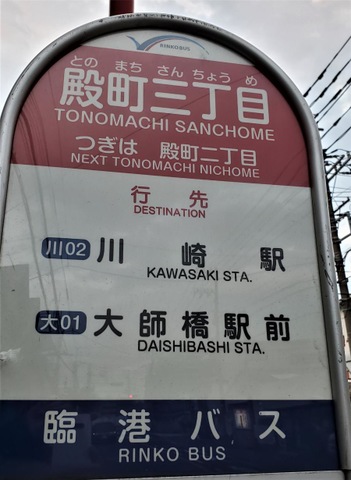 RINKO BUS
との まち さん ちょう め
殿町三丁目
TONOMACHI SANCHOME
つぎは 殿町二丁目
NEXT TONOMACHI NICHOME
行先
DESTINATION
川02 川崎駅
KAWASAKI STA.
大01 大師橋駅前
DAISHIBASHI STA.
臨港バス
RINKO BUS